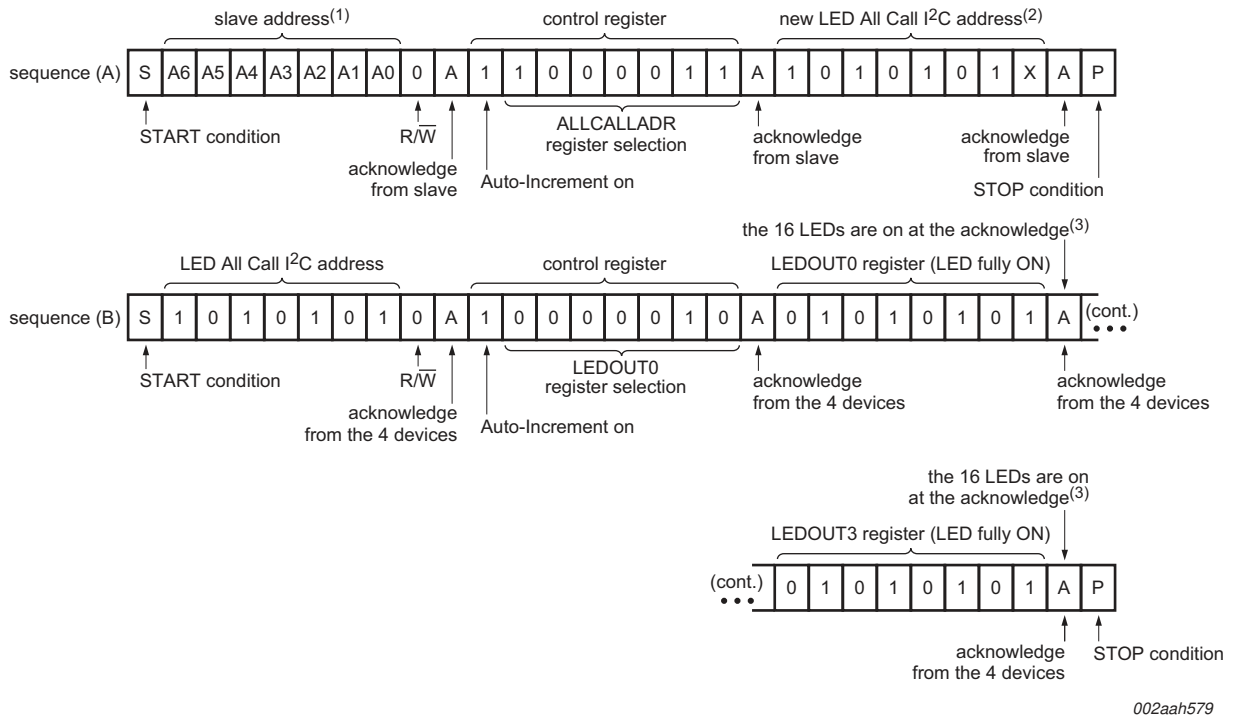 slave address(1) control register new LED All Call I2C address(2)
sequence (A) S A6 A5 A4 A3 A2 A1 A0 0 A 1 1 0 0 0 0 1 1 A 1 0 1 0 1 0 1 X A P
START condition R/W ALLCALLADR register selection acknowledge from slave acknowledge from slave
acknowledge from slave Auto-Increment on STOP condition
the 16 LEDs are on at the acknowledge(3)
LED All Call I2C address control register LEDOUT0 register (LED fully ON)
sequence (B) S 1 0 1 0 1 0 1 0 A 1 0 0 0 0 0 1 0 A 0 1 0 1 0 1 0 1 A (cont.)
START condition R/W LEDOUT0 register selection acknowledge from the 4 devices acknowledge from the 4 devices
acknowledge from the 4 devices Auto-Increment on
the 16 LEDs are on
at the acknowledge(3)
LEDOUT3 register (LED fully ON)
(cont.) 0 1 0 1 0 1 0 1 A P
acknowledge from the 4 devices STOP condition
002aah579